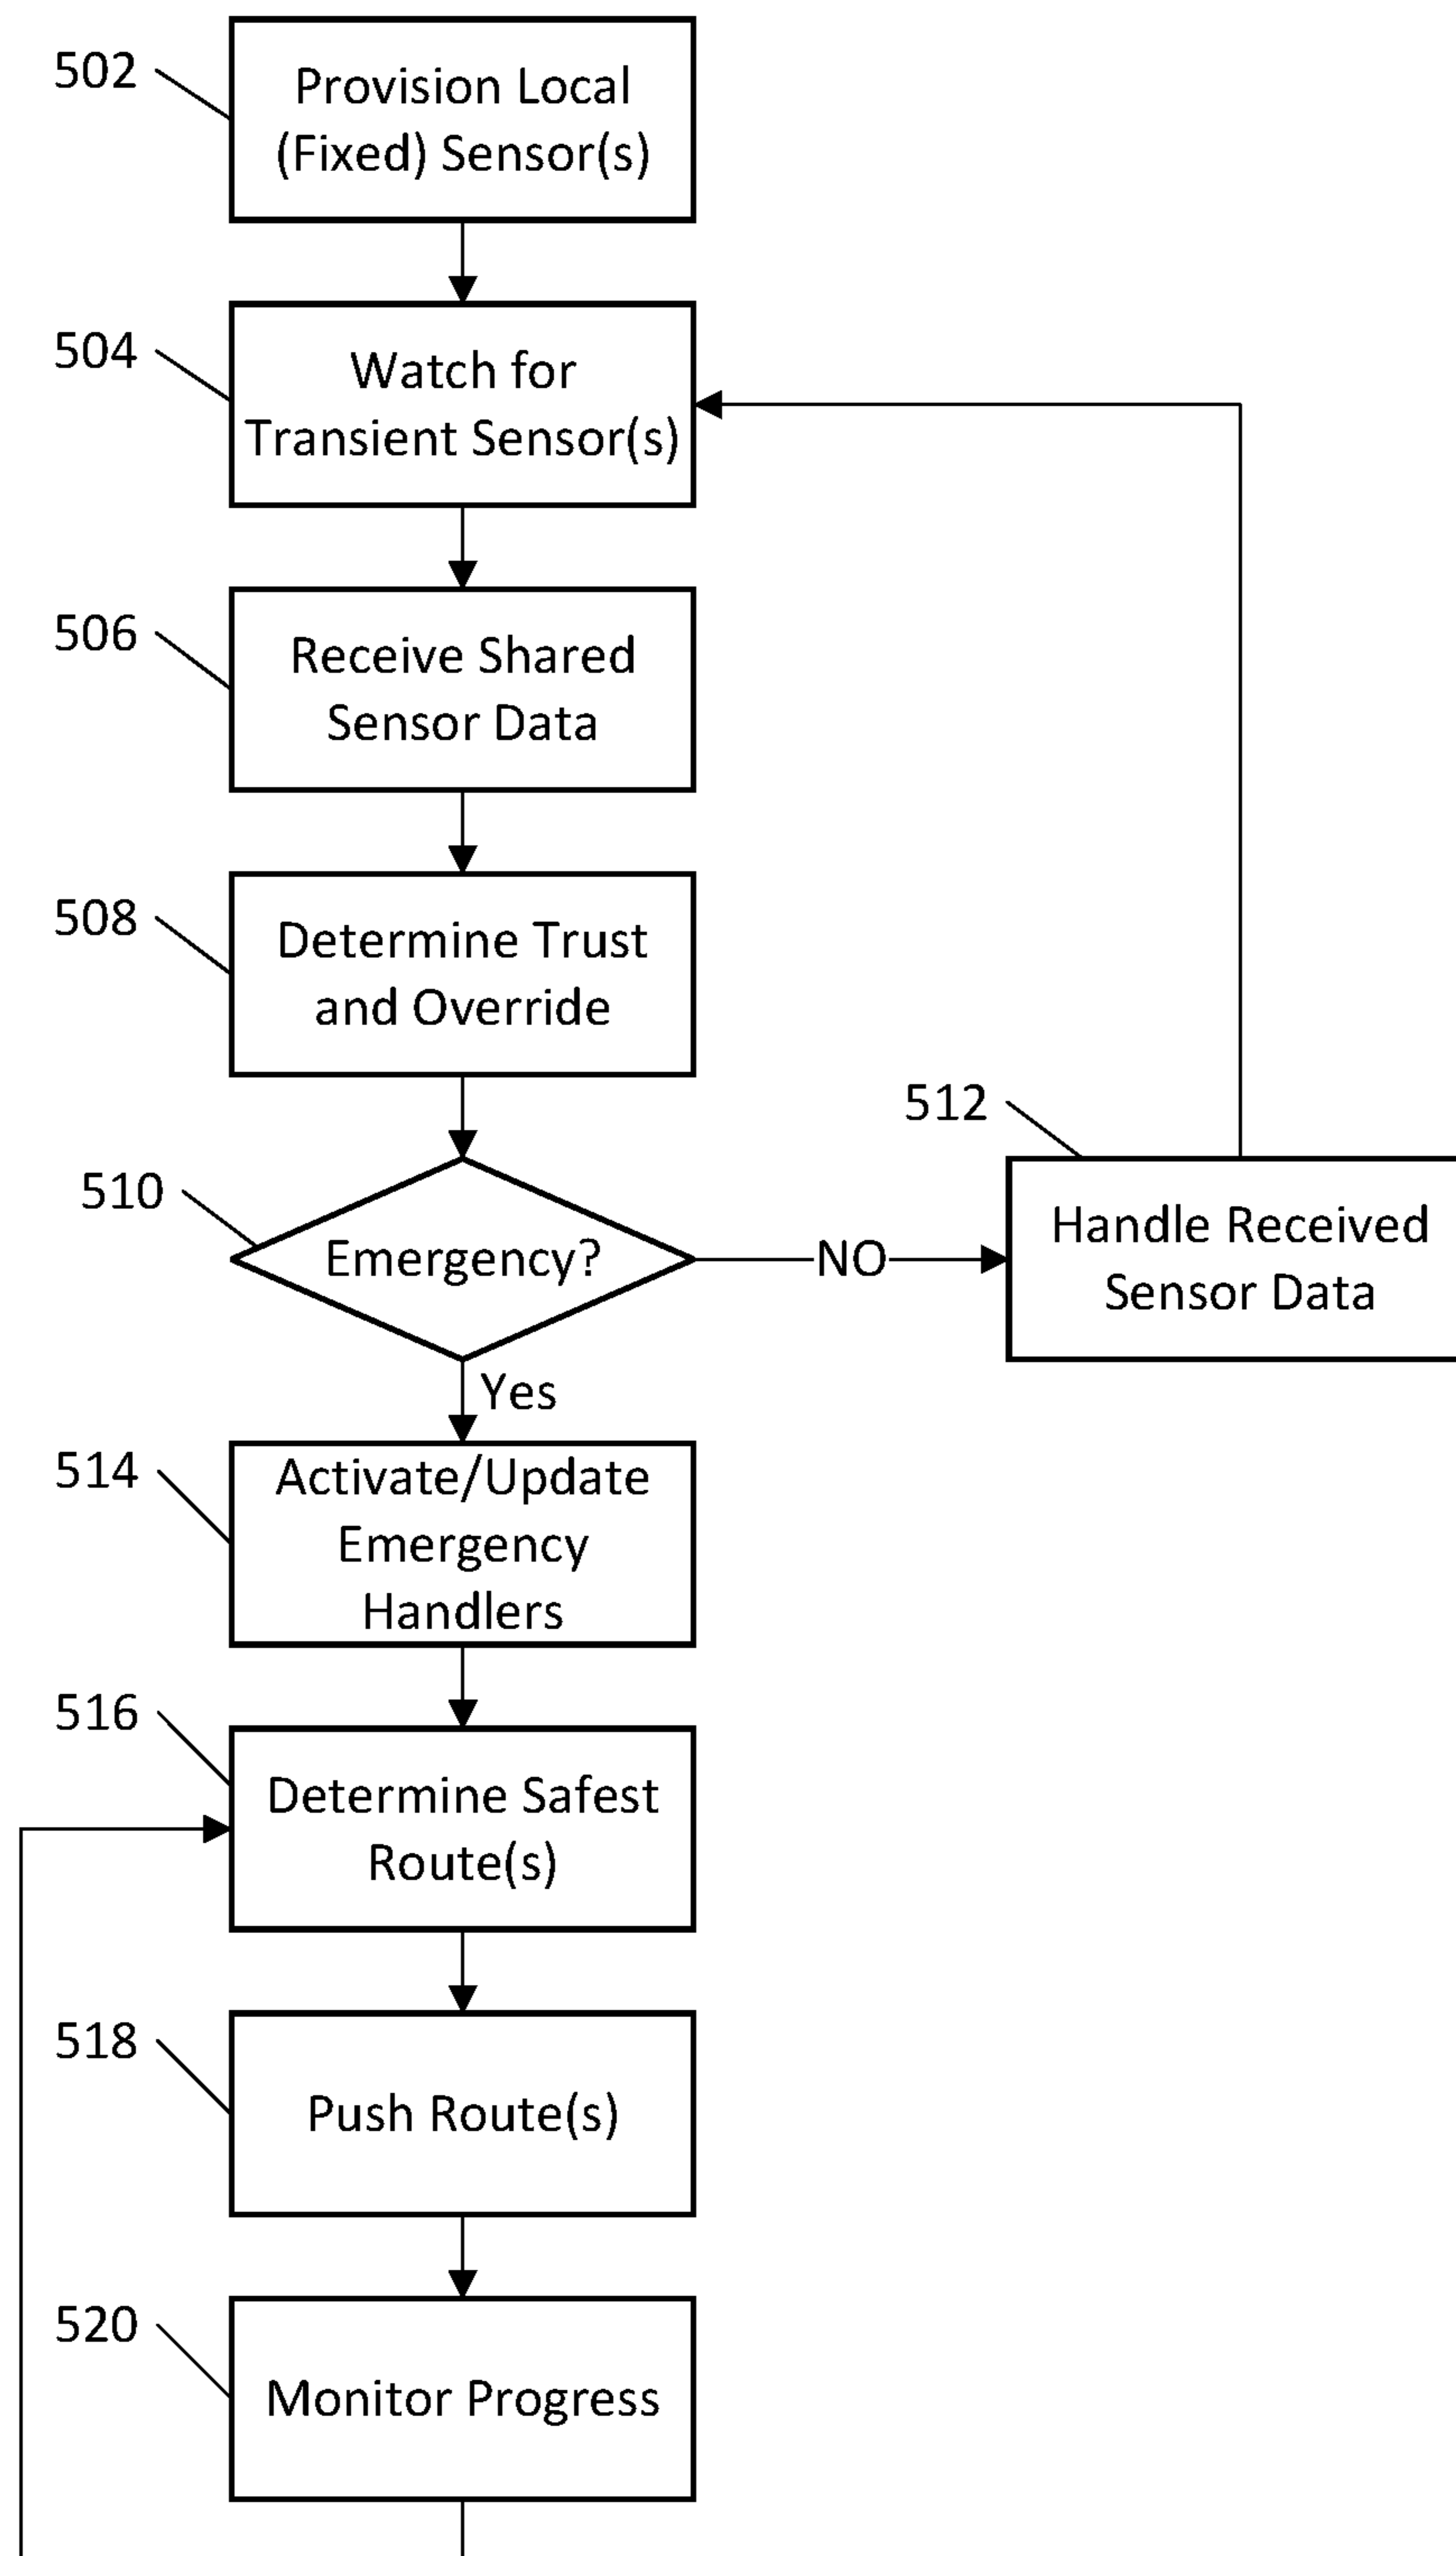 502
Provision Local
(Fixed) Sensor(s)
504
Watch for
Transient Sensor(s)
506
Receive Shared
Sensor Data
508
Determine Trust
and Override
510
Emergency?
NO
512
Handle Received
Sensor Data
Yes
514
Activate/Update
Emergency
Handlers
516
Determine Safest
Route(s)
518
Push Route(s)
520
Monitor Progress